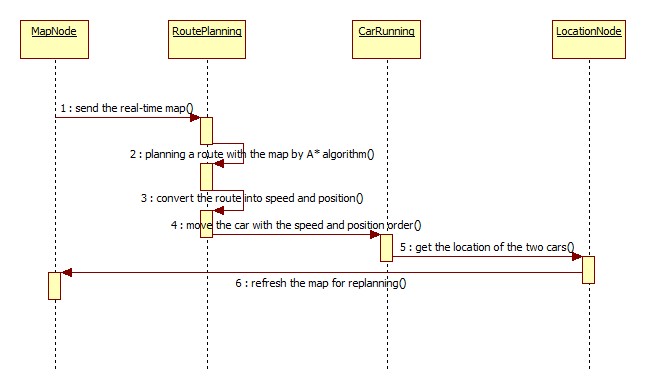 MapNode
RoutePlanning
CarRunning
LocationNode
1 : send the real-time map()
2 : planning a route with the map by A* algorithm()
3 : convert the route into speed and position()
4 : move the car with the speed and position order()
5 : get the location of the two cars()
6 : refresh the map for replanning()